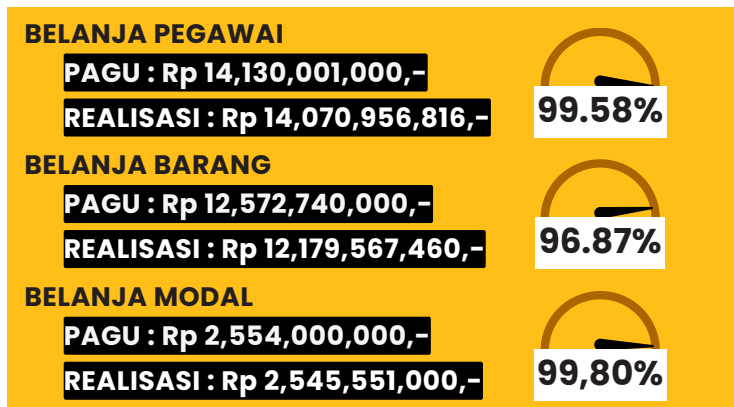 BELANJA PEGAWAI
PAGU : Rp 14,130,001,000,-
REALISASI : Rp 14,070,956,816,-
99.58%
BELANJA BARANG
PAGU : Rp 12,572,740,000,-
REALISASI : Rp 12,179,567,460,-
96.87%
BELANJA MODAL
PAGU : Rp 2,554,000,000,-
REALISASI : Rp 2,545,551,000,-
99,80%